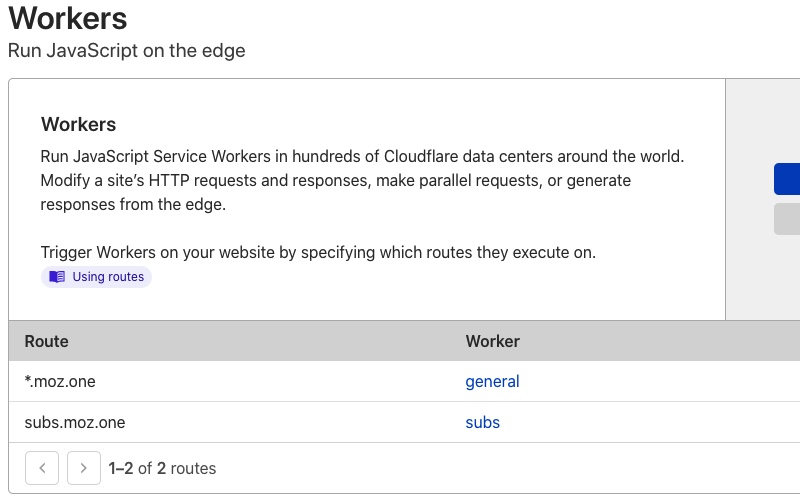 Workers
Run JavaScript on the edge
Workers
Run JavaScript Service Workers in hundreds of Cloudflare data centers around the world.
Modify a site’s HTTP requests and responses, make parallel requests, or generate
responses from the edge.
Trigger Workers on your website by specifying which routes they execute on.
Using routes
Route Worker
*.moz.one general
subs.moz.one subs
1–2 of 2 routes